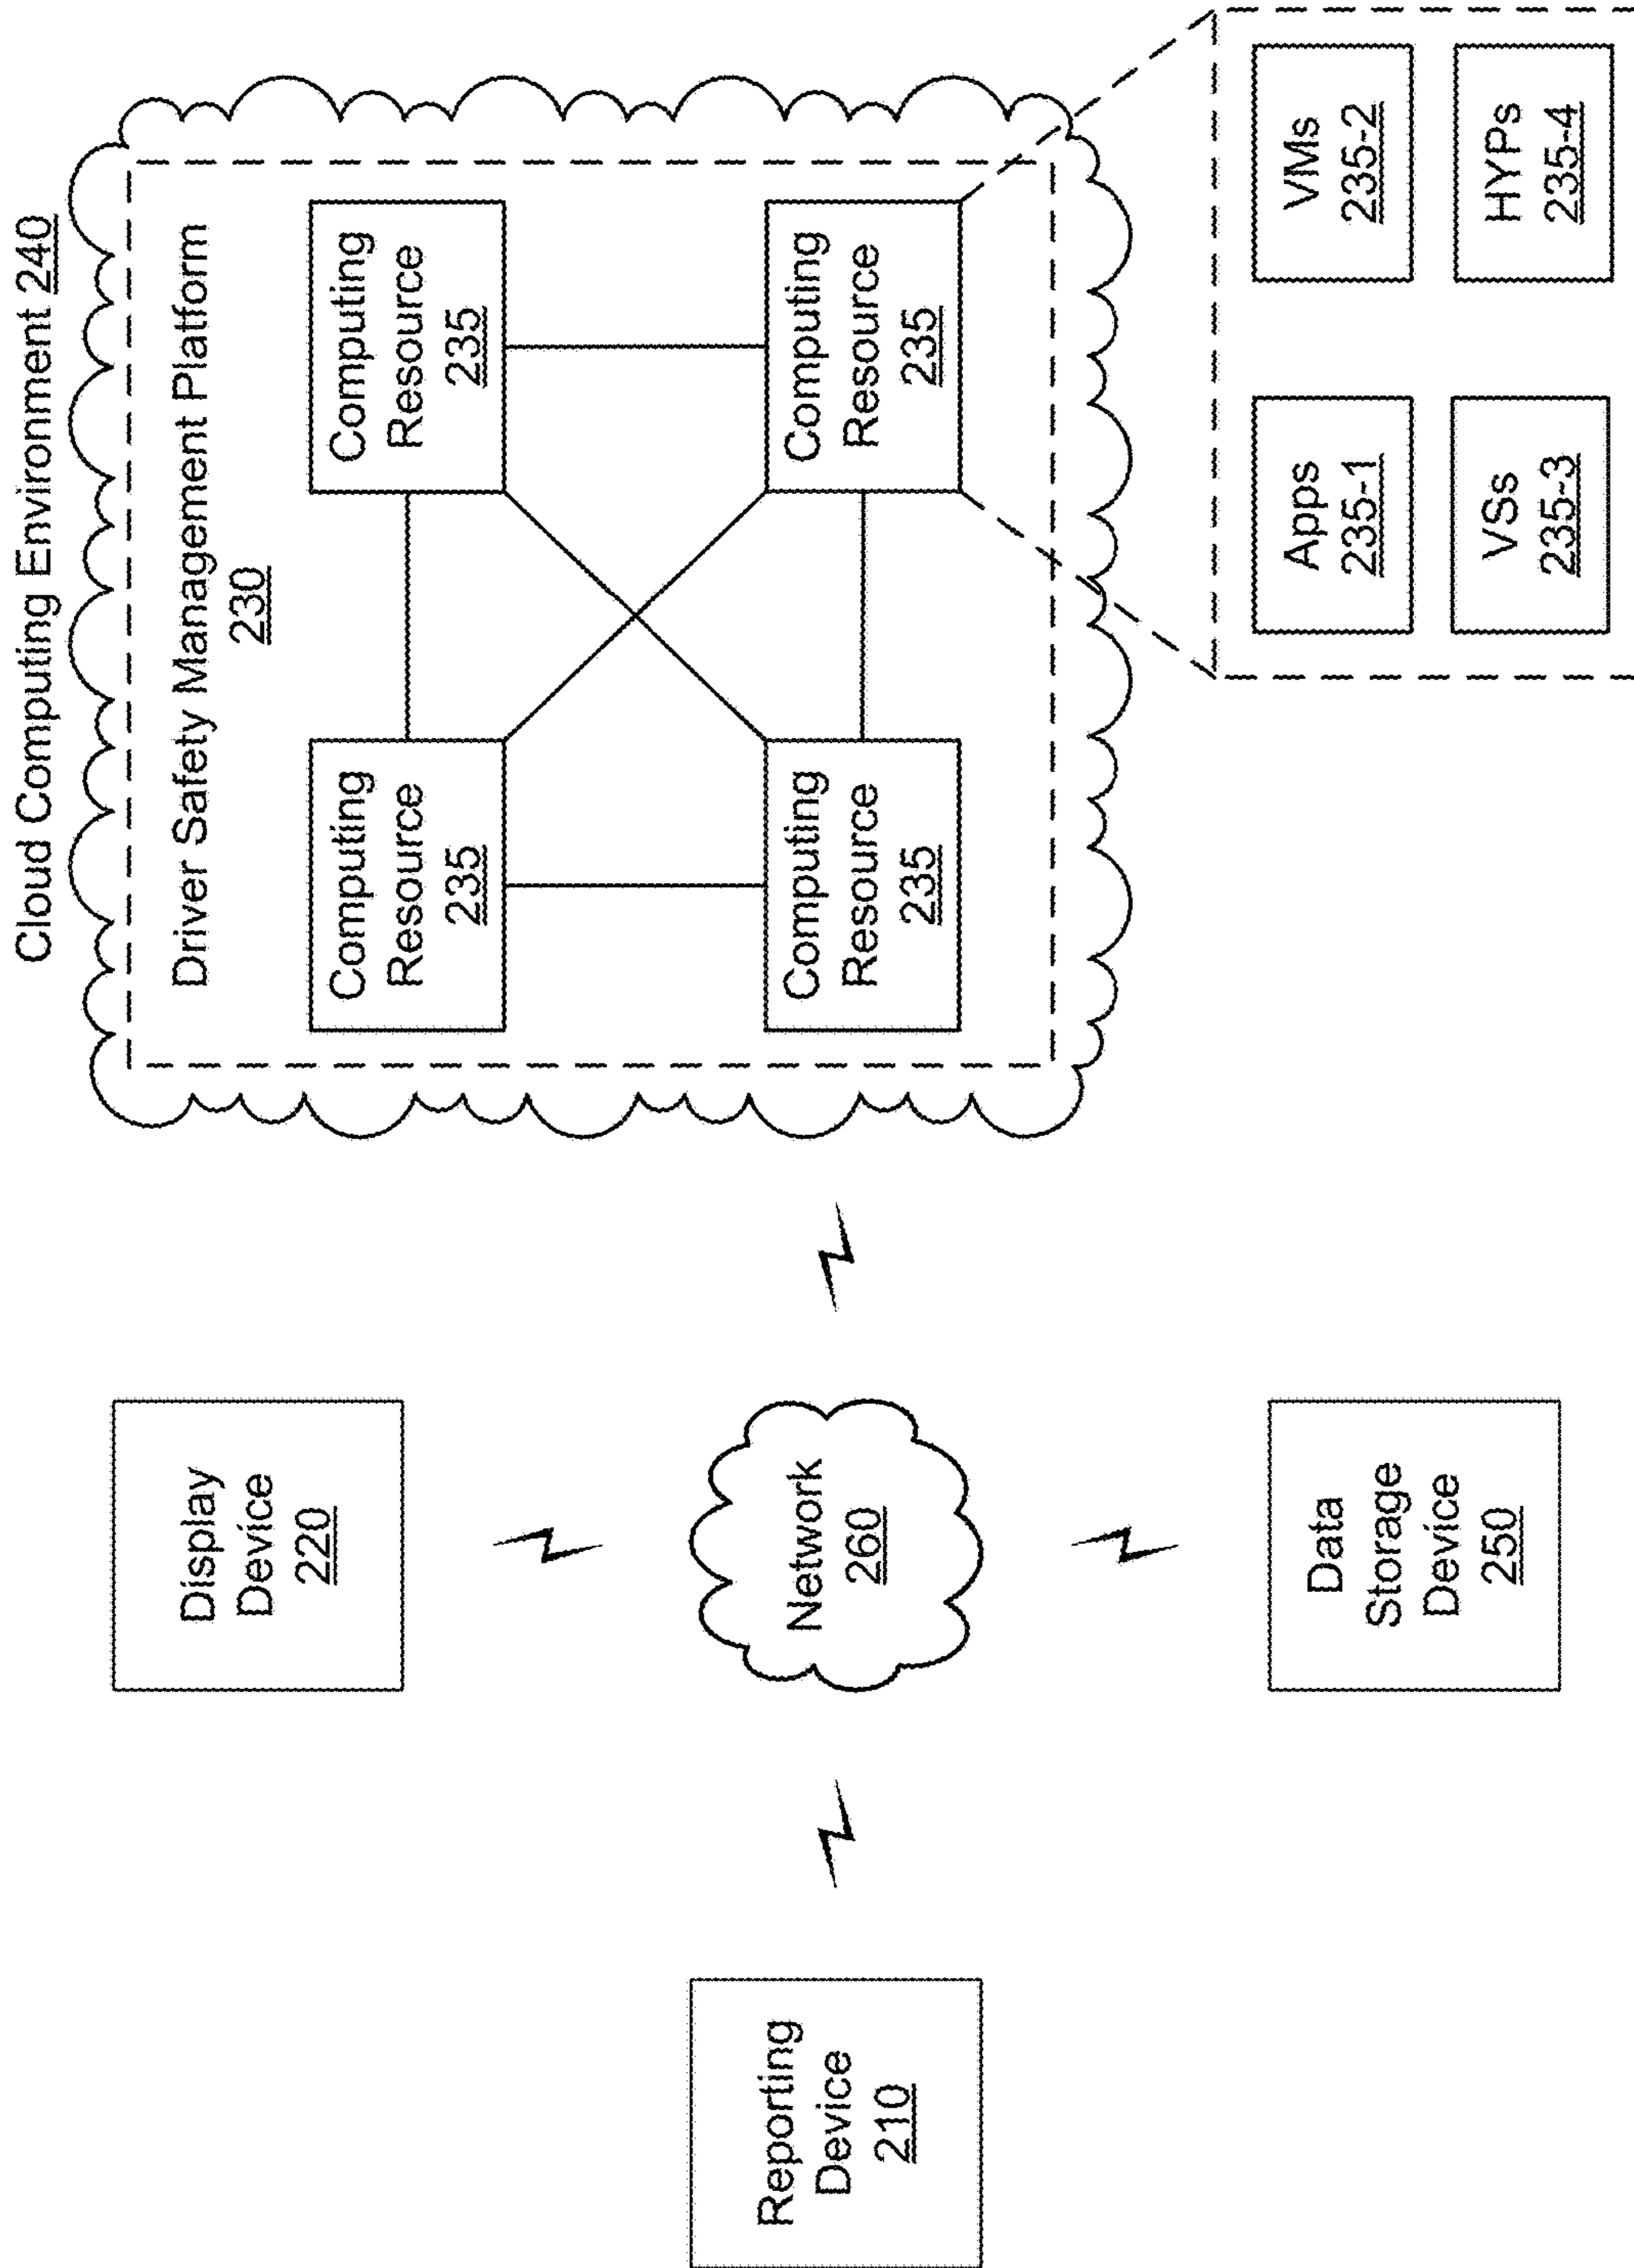 Cloud Computing Environment 240
Driver Safety Management Platform
230
Computing
Resource
235
Computing
Resource
235
Computing
Resource
235
Computing
Resource
235
Apps
235-1
VMs
235-2
VSs
235-3
HYPs
235-4
Display
Device
220
Network
260
Data
Storage
Device
250
Reporting
Device
210